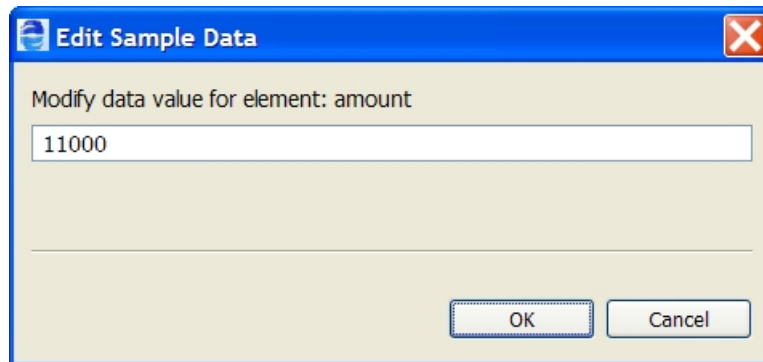 Edit Sample Data
Modify data value for element: amount
11000
OK Cancel